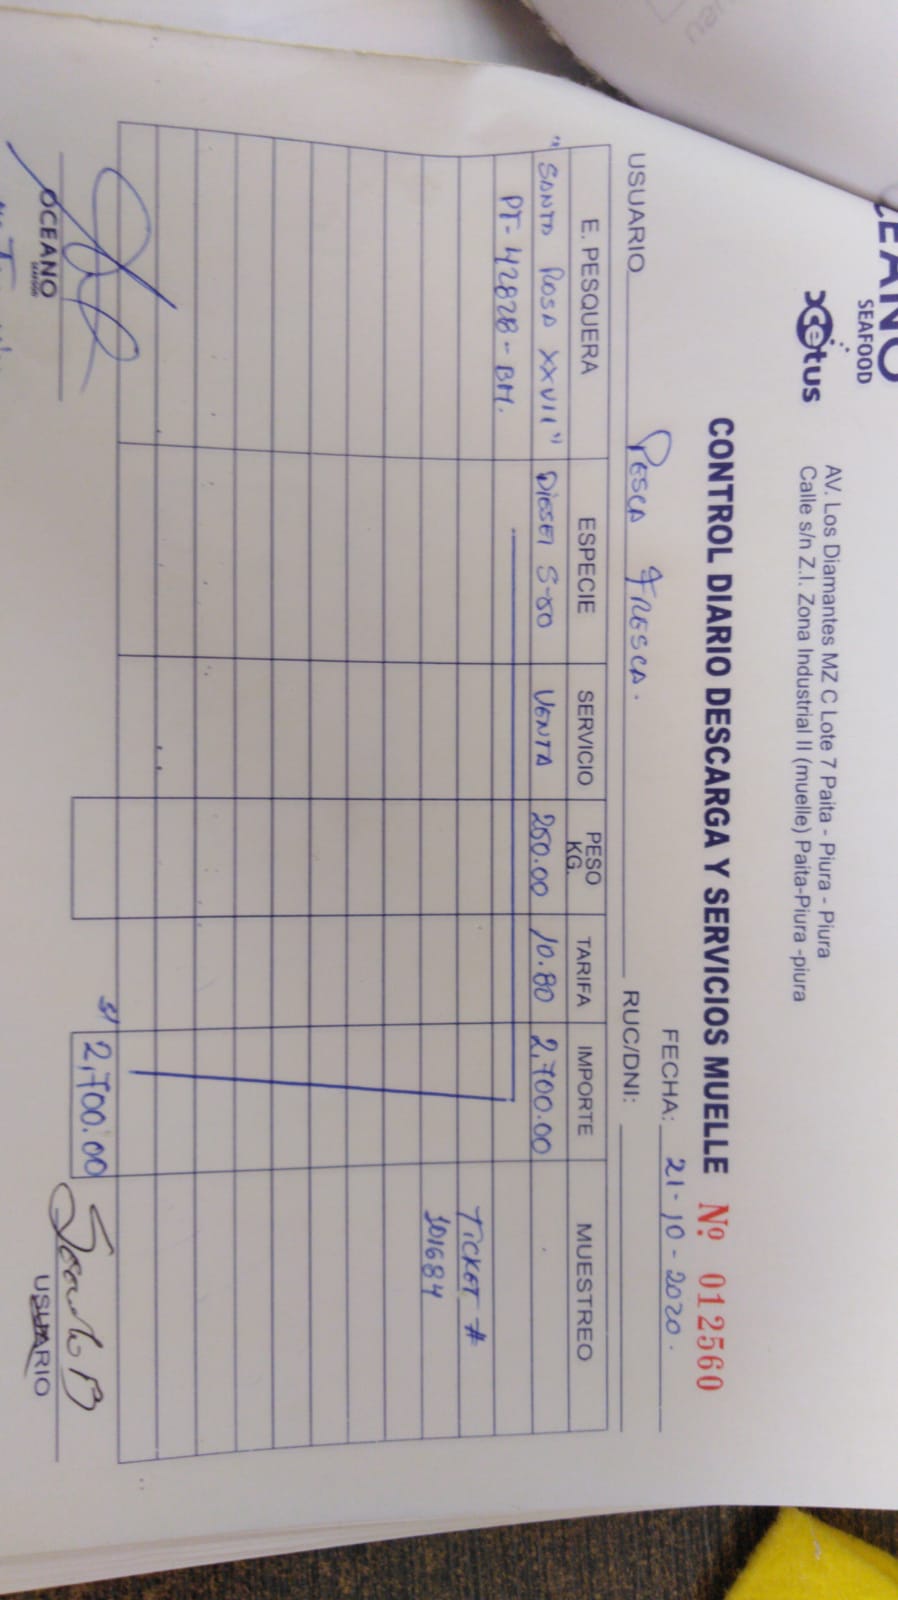 OCEANO
SEAFOOD
cetus
AV. Los Diamantes MZ C Lote 7 Paita - Piura - Piura
Calle s/n Z.I. Zona Industrial II (muelle) Paita-Piura -piura
CONTROL DIARIO DESCARGA Y SERVICIOS MUELLE Nº 012560
FECHA: 21-10-2020.
USUARIO Pesca Fresca. RUC/DNI:
E. PESQUERA ESPECIE SERVICIO PESO KG. TARIFA IMPORTE MUESTREO
"Santa Rosa XXVII" Diesel S-50 Venta 250.00 10.80 2,700.00
PT-42828-BM.
Ticket #
101684
S/ 2,700.00
OCEANO
SEAFOOD
USUARIO